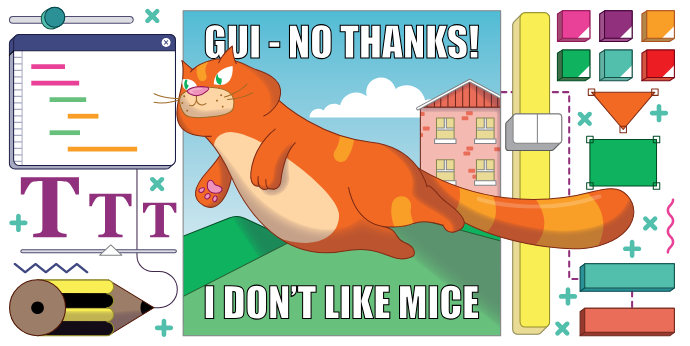 GUI - NO THANKS!
T T T
I DON'T LIKE MICE